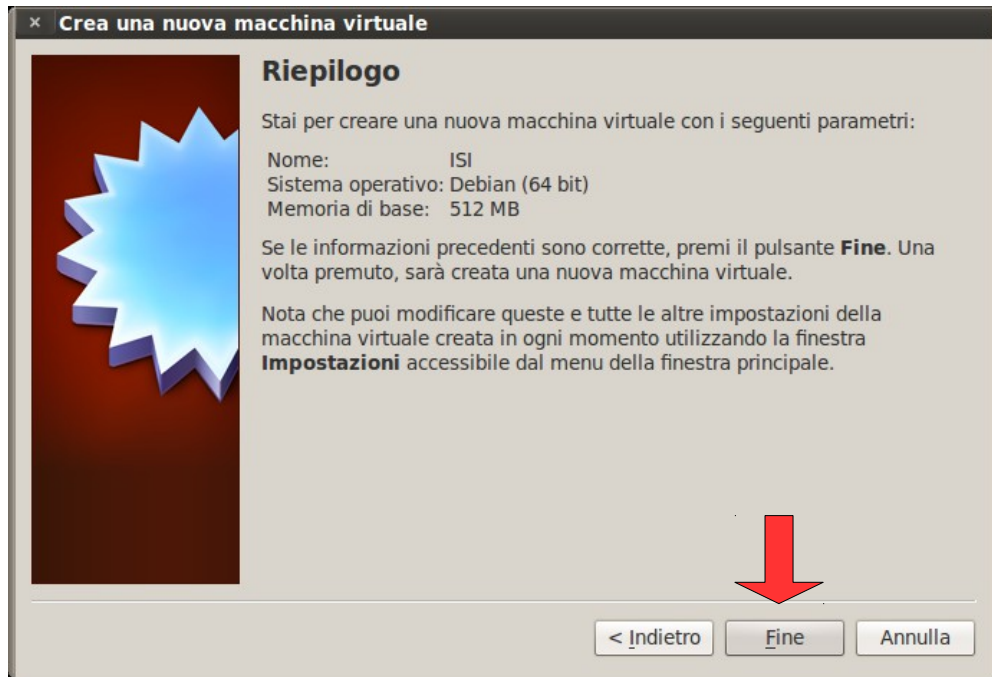 × Crea una nuova macchina virtuale
Riepilogo
Stai per creare una nuova macchina virtuale con i seguenti parametri:
Nome: ISI
Sistema operativo: Debian (64 bit)
Memoria di base: 512 MB
Se le informazioni precedenti sono corrette, premi il pulsante Fine. Una
volta premuto, sarà creata una nuova macchina virtuale.
Nota che puoi modificare queste e tutte le altre impostazioni della
macchina virtuale creata in ogni momento utilizzando la finestra
Impostazioni accessibile dal menu della finestra principale.
< Indietro Fine Annulla